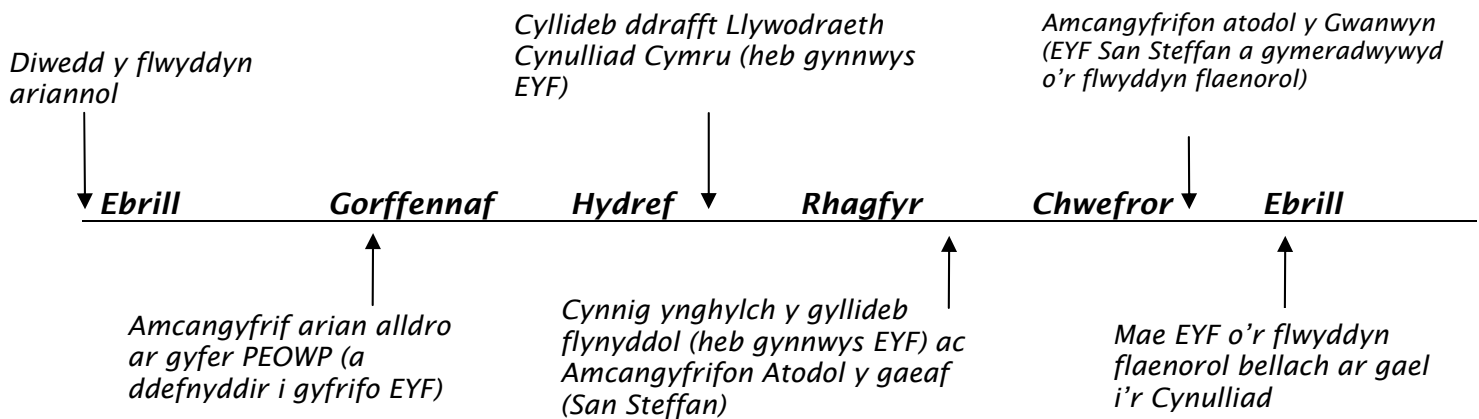 Diwedd y flwyddyn
ariannol
Cyllideb ddrafft Llywodraeth
Cynulliad Cymru (heb gynnwys
EYF)
Amcangyfrifon atodol y Gwanwyn
(EYF San Steffan a gymeradwywyd
o’r flwyddyn flaenorol)
Ebrill Gorffennaf Hydref Rhagfyr Chwefror Ebrill
Amcangyfrif arian alldro
ar gyfer PEOWP (a
ddefnyddir i gyfrifo EYF)
Cynnig ynghylch y gyllideb
flynyddol (heb gynnwys EYF) ac
Amcangyfrifon Atodol y gaeaf
(San Steffan)
Mae EYF o’r flwyddyn
flaenorol bellach ar gael
i’r Cynulliad